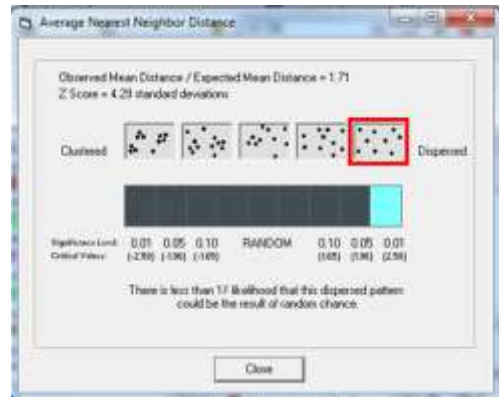 Average Nearest Neighbor Distance
Observed Mean Distance / Expected Mean Distance = 1.71
Z Score = 4.29 standard deviations
Clustered
Dispersed
Significance Level: 0.01 0.05 0.10 RANDOM 0.10 0.05 0.01
Critical Values: (-2.58) (-1.96) (-1.65) (1.65) (1.96) (2.58)
There is less than 1% likelihood that this dispersed pattern
could be the result of random chance.
Close